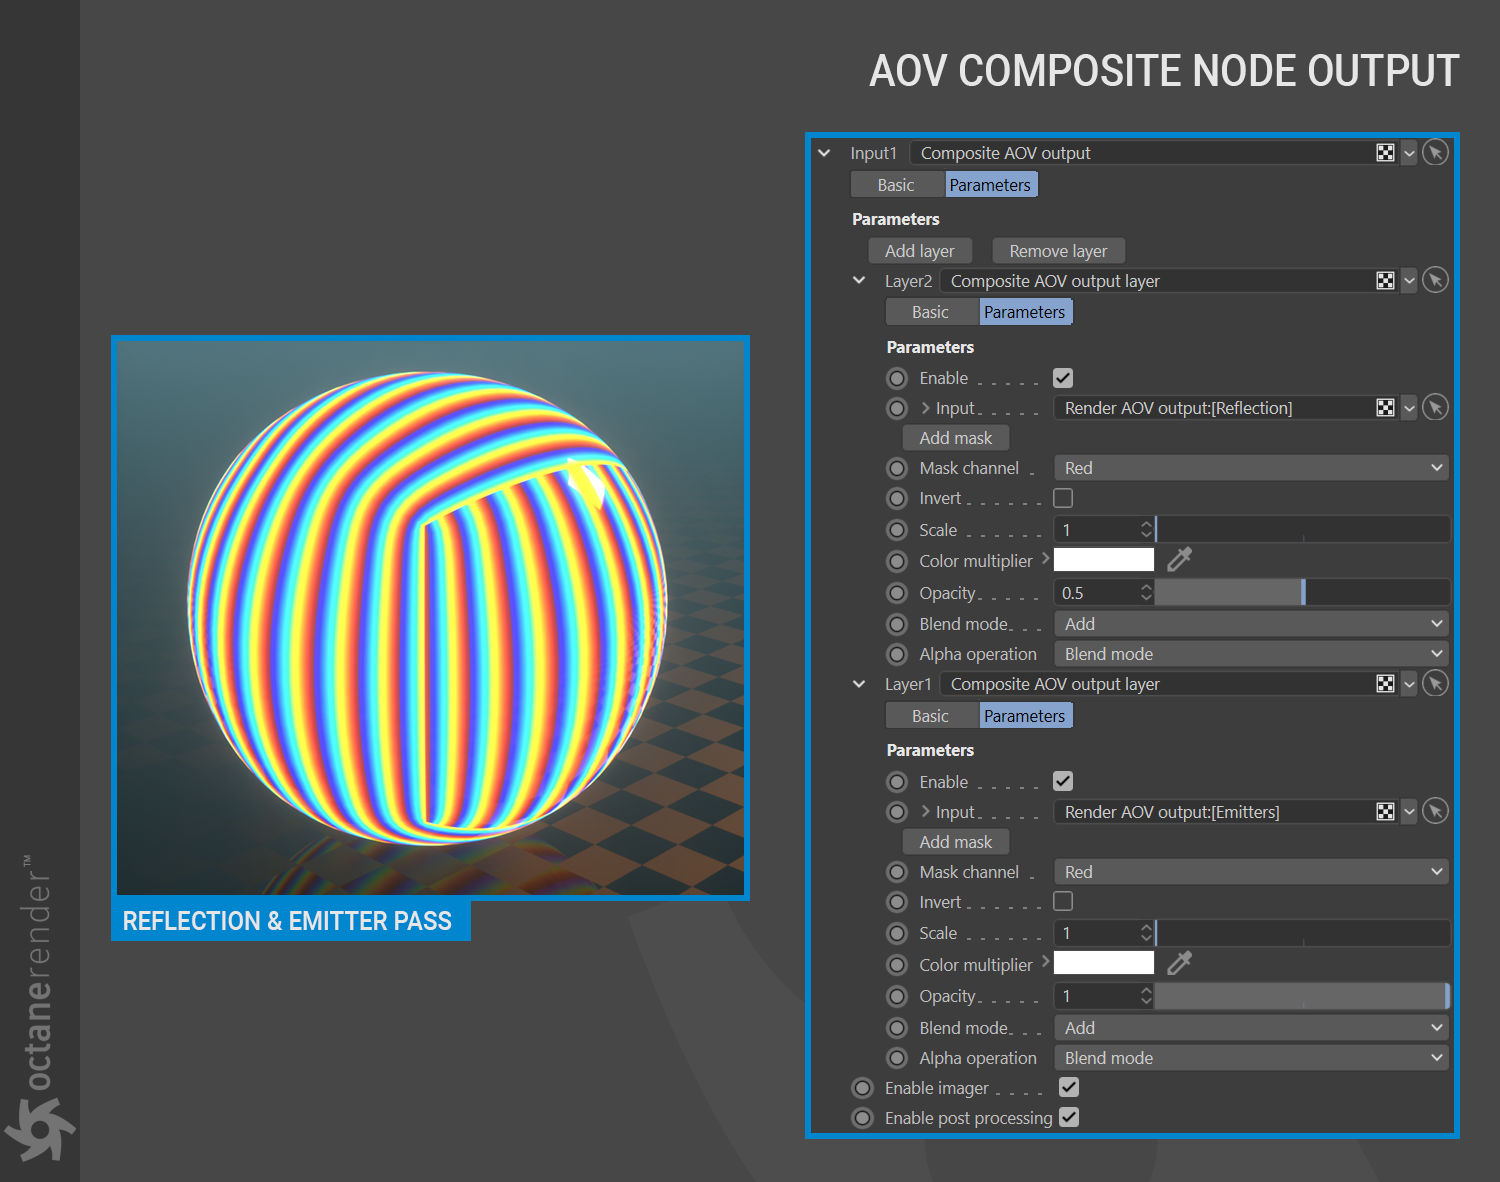 AOV COMPOSITE NODE OUTPUT
Input1 Composite AOV output
Basic Parameters
Parameters
Add layer Remove layer
Layer2 Composite AOV output layer
Basic Parameters
Parameters
Enable
Input Render AOV output:[Reflection]
Add mask
Mask channel Red
Invert
Scale 1
Color multiplier
Opacity 0.5
Blend mode Add
Alpha operation Blend mode
Layer1 Composite AOV output layer
Basic Parameters
Parameters
Enable
Input Render AOV output:[Emitters]
Add mask
Mask channel Red
Invert
Scale 1
Color multiplier
Opacity 1
Blend mode Add
Alpha operation Blend mode
Enable imager
Enable post processing
REFLECTION & EMITTER PASS
octanerender™